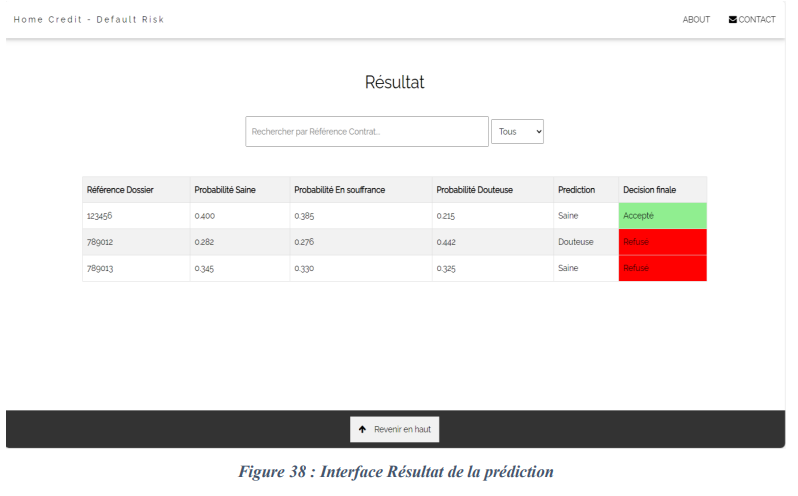 Home Credit - Default Risk ABOUT CONTACT
Résultat
Rechercher par Référence Contrat... Tous
Référence Dossier Probabilité Saine Probabilité En souffrance Probabilité Douteuse Prediction Decision finale
123456 0.400 0.385 0.215 Saine Accepté
789012 0.282 0.276 0.442 Douteuse Refusé
789013 0.345 0.330 0.325 Saine Refusé
Revenir en haut
Figure 38 : Interface Résultat de la prédiction